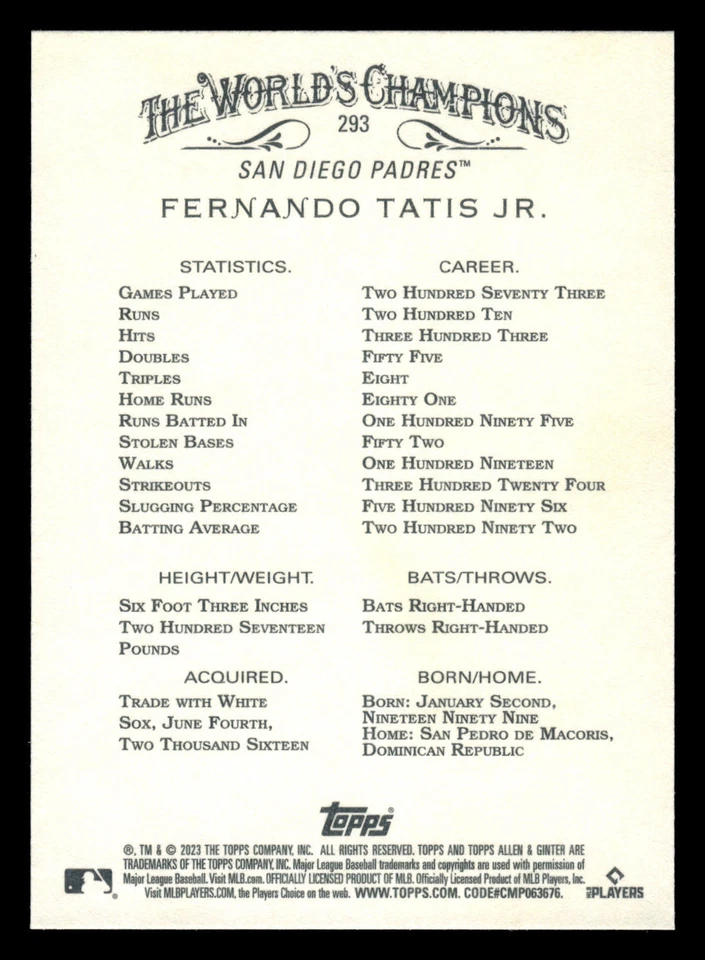 THE WORLD'S CHAMPIONS
293
SAN DIEGO PADRES™
FERNANDO TATIS JR.
STATISTICS. CAREER.
GAMES PLAYED TWO HUNDRED SEVENTY THREE
RUNS TWO HUNDRED TEN
HITS THREE HUNDRED THREE
DOUBLES FIFTY FIVE
TRIPLES EIGHT
HOME RUNS EIGHTY ONE
RUNS BATTED IN ONE HUNDRED NINETY FIVE
STOLEN BASES FIFTY TWO
WALKS ONE HUNDRED NINETEEN
STRIKEOUTS THREE HUNDRED TWENTY FOUR
SLUGGING PERCENTAGE FIVE HUNDRED NINETY SIX
BATTING AVERAGE TWO HUNDRED NINETY TWO
HEIGHT/WEIGHT.
SIX FOOT THREE INCHES
TWO HUNDRED SEVENTEEN
POUNDS
BATS/THROWS.
BATS RIGHT-HANDED
THROWS RIGHT-HANDED
ACQUIRED.
TRADE WITH WHITE
SOX, JUNE FOURTH,
TWO THOUSAND SIXTEEN
BORN/HOME.
BORN: JANUARY SECOND,
NINETEEN NINETY NINE
HOME: SAN PEDRO DE MACORIS,
DOMINICAN REPUBLIC
TOPPS®
®, TM & © 2023 THE TOPPS COMPANY, INC. ALL RIGHTS RESERVED. TOPPS AND TOPPS ALLEN & GINTER ARE
TRADEMARKS OF THE TOPPS COMPANY, INC. Major League Baseball trademarks and copyrights are used with permission of
Major League Baseball. Visit MLB.com. OFFICIALLY LICENSED PRODUCT OF MLB. Officially Licensed Product of MLB Players, Inc.
Visit MLBPLAYERS.COM, the Players Choice on the web. WWW.TOPPS.COM. CODE#CMP063676.
MLB PLAYERS